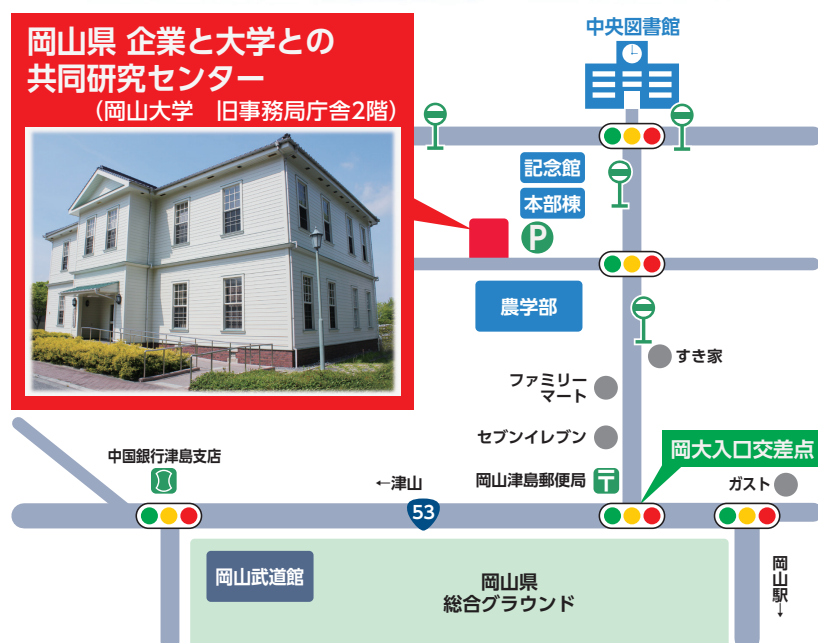 岡山県 企業と大学との
共同研究センター
（岡山大学　旧事務局庁舎2階）
中央図書館
記念館
本部棟
P
農学部
すき家
ファミリー
マート
セブンイレブン
岡大入口交差点
中国銀行津島支店
←津山
岡山津島郵便局
〒
ガスト
53
岡山武道館
岡山県
総合グラウンド
岡山駅→